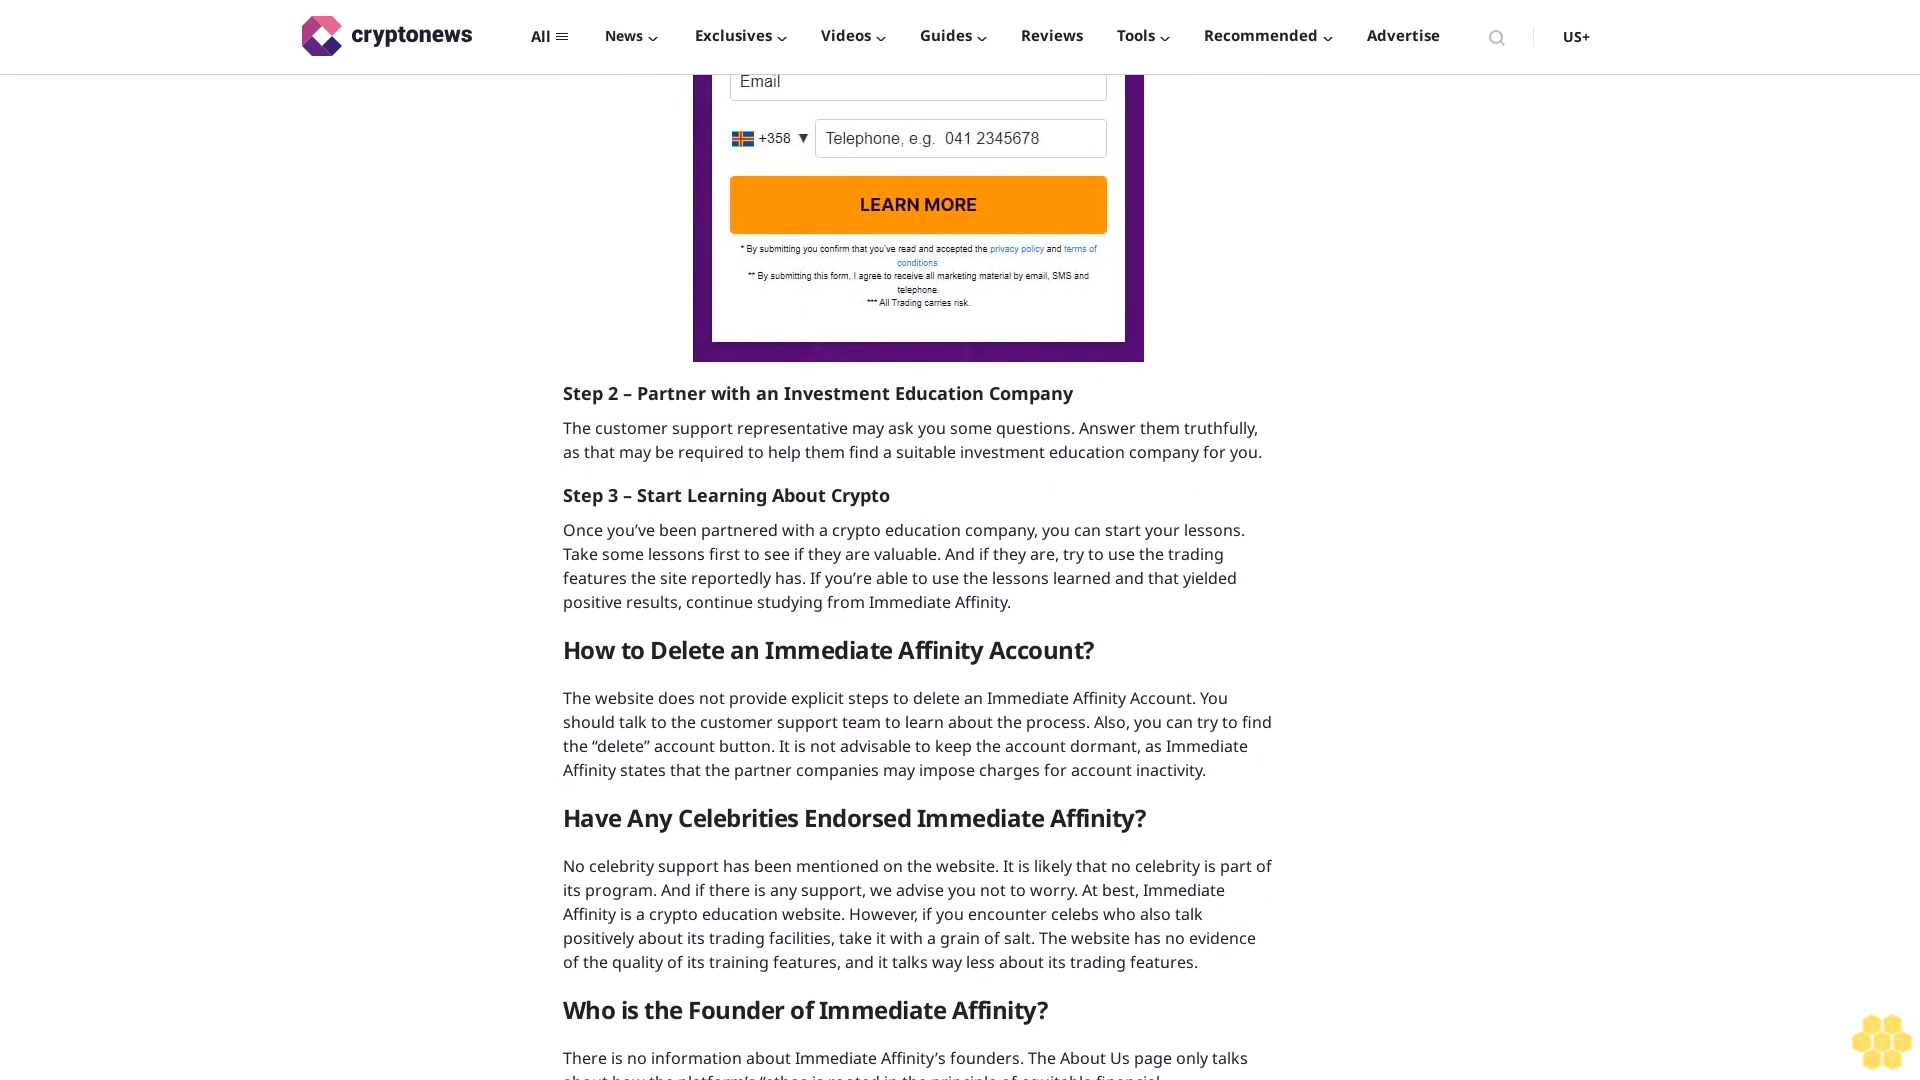 cryptonews
All
News
Exclusives
Videos
Guides
Reviews
Tools
Recommended
Advertise
US+
Email
+358 ▼
Telephone, e.g. 041 2345678
LEARN MORE
* By submitting you confirm that you've read and accepted the privacy policy and terms of
conditions.
** By submitting this form, I agree to receive all marketing material by email, SMS and
telephone.
*** All Trading carries risk.
Step 2 – Partner with an Investment Education Company
The customer support representative may ask you some questions. Answer them truthfully,
as that may be required to help them find a suitable investment education company for you.
Step 3 – Start Learning About Crypto
Once you’ve been partnered with a crypto education company, you can start your lessons.
Take some lessons first to see if they are valuable. And if they are, try to use the trading
features the site reportedly has. If you’re able to use the lessons learned and that yielded
positive results, continue studying from Immediate Affinity.
How to Delete an Immediate Affinity Account?
The website does not provide explicit steps to delete an Immediate Affinity Account. You
should talk to the customer support team to learn about the process. Also, you can try to find
the “delete” account button. It is not advisable to keep the account dormant, as Immediate
Affinity states that the partner companies may impose charges for account inactivity.
Have Any Celebrities Endorsed Immediate Affinity?
No celebrity support has been mentioned on the website. It is likely that no celebrity is part of
its program. And if there is any support, we advise you not to worry. At best, Immediate
Affinity is a crypto education website. However, if you encounter celebs who also talk
positively about its trading facilities, take it with a grain of salt. The website has no evidence
of the quality of its training features, and it talks way less about its trading features.
Who is the Founder of Immediate Affinity?
There is no information about Immediate Affinity’s founders. The About Us page only talks
about how the platform’s “ethos is rooted in the principle of equitable financial